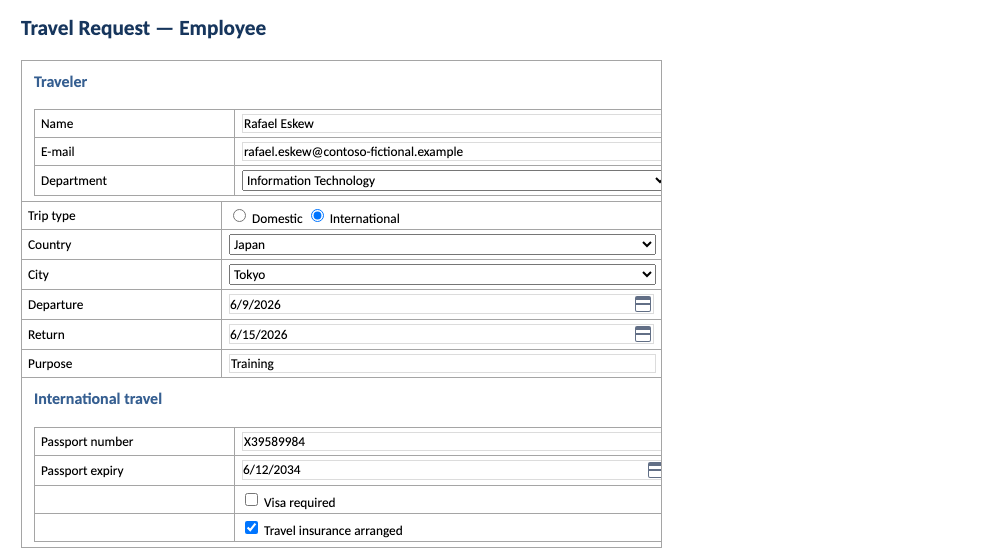 Travel Request — Employee
Traveler
Name Rafael Eskew
E-mail rafael.eskew@contoso-fictional.example
Department Information Technology
Trip type Domestic International
Country Japan
City Tokyo
Departure 6/9/2026
Return 6/15/2026
Purpose Training
International travel
Passport number X39589984
Passport expiry 6/12/2034
Visa required
Travel insurance arranged